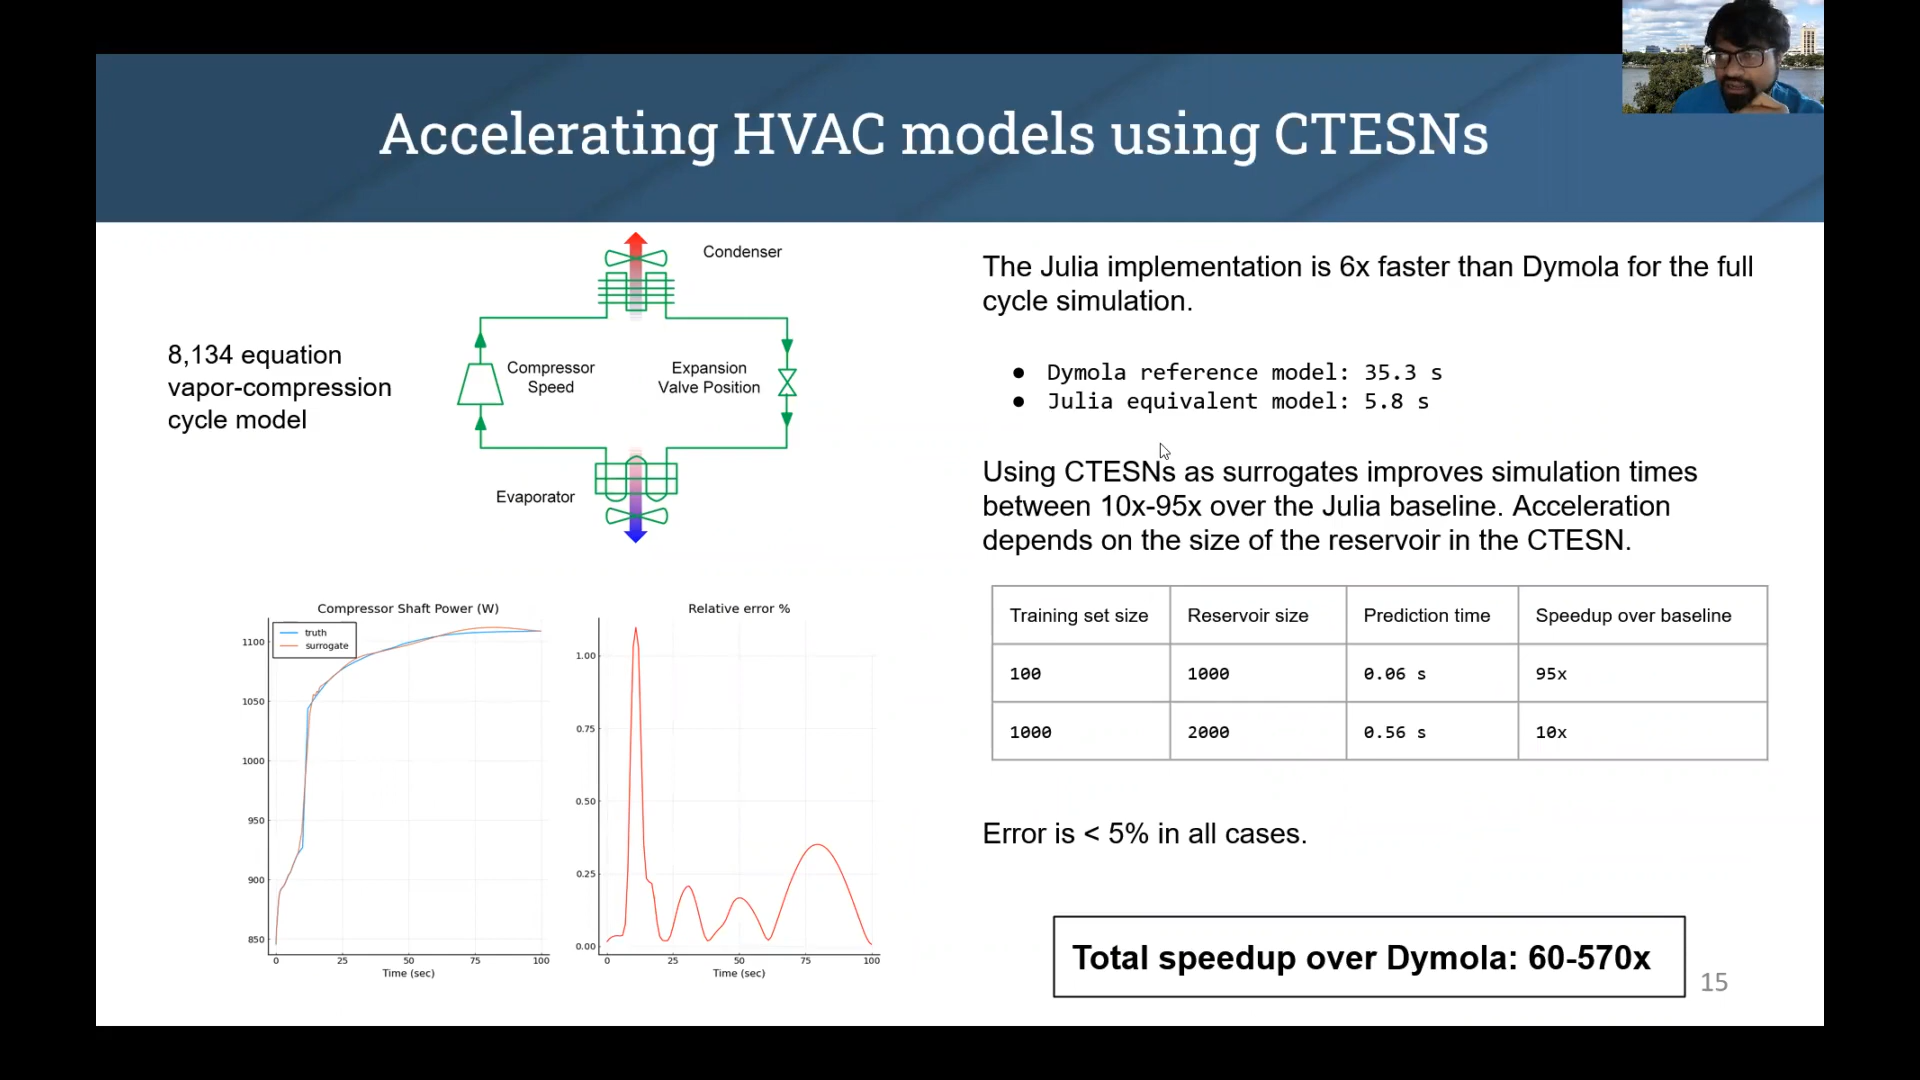 Accelerating HVAC models using CTESNs
8,134 equation
vapor-compression
cycle model
Condenser
Compressor
Speed
Expansion
Valve Position
Evaporator
Compressor Shaft Power (W)
truth
surrogate
1100
1050
1000
950
900
850
0 25 50 75 100
Time (sec)
Relative error %
1.00
0.75
0.50
0.25
0.00
0 25 50 75 100
Time (sec)
The Julia implementation is 6x faster than Dymola for the full
cycle simulation.
● Dymola reference model: 35.3 s
● Julia equivalent model: 5.8 s
Using CTESNs as surrogates improves simulation times
between 10x-95x over the Julia baseline. Acceleration
depends on the size of the reservoir in the CTESN.
Training set size Reservoir size Prediction time Speedup over baseline
100 1000 0.06 s 95x
1000 2000 0.56 s 10x
Error is < 5% in all cases.
Total speedup over Dymola: 60-570x
15